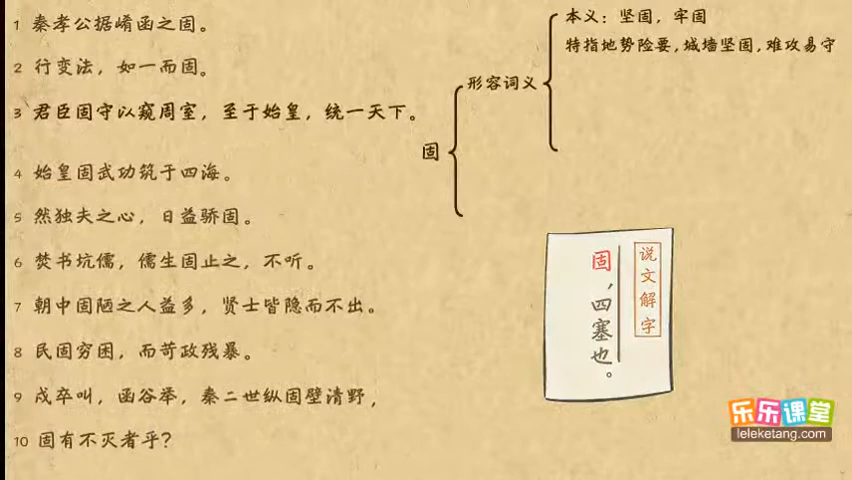 1 秦孝公据崤函之固。
2 行变法，如一而固。
3 君臣固守以窥周室，至于始皇，统一天下。
4 始皇固武功筑于四海。
5 然独夫之心，日益骄固。
6 焚书坑儒，儒生固止之，不听。
7 朝中固陋之人益多，贤士皆隐而不出。
8 民固穷困，而苛政残暴。
9 戍卒叫，函谷举，秦二世纵固壁清野，
10 固有不灭者乎？
固
形容词义
本义：坚固，牢固
特指地势险要，城墙坚固，难攻易守
说文解字
固，四塞也。
乐乐课堂
leleketang.com